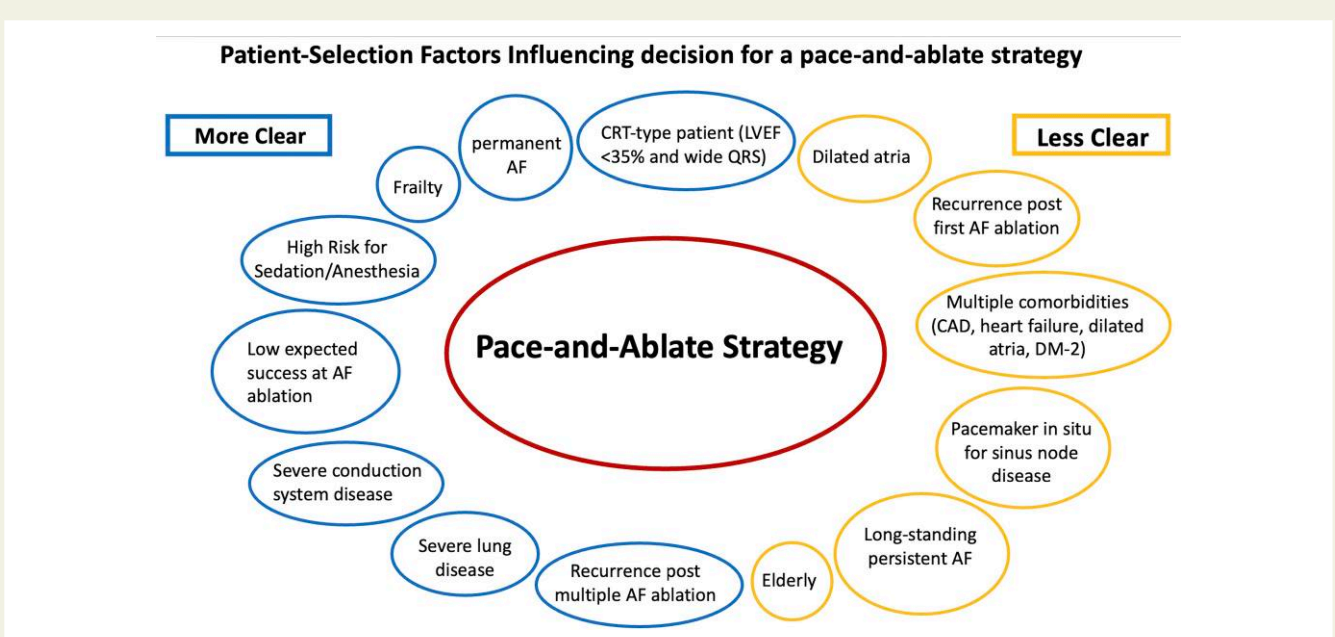 Patient-Selection Factors Influencing decision for a pace-and-ablate strategy
More Clear
Less Clear
CRT-type patient (LVEF
<35% and wide QRS)
permanent
AF
Frailty
High Risk for
Sedation/Anesthesia
Low expected
success at AF
ablation
Severe conduction
system disease
Severe lung
disease
Recurrence post
multiple AF ablation
Pace-and-Ablate Strategy
Dilated atria
Recurrence post
first AF ablation
Multiple comorbidities
(CAD, heart failure, dilated
atria, DM-2)
Pacemaker in situ
for sinus node
disease
Long-standing
persistent AF
Elderly